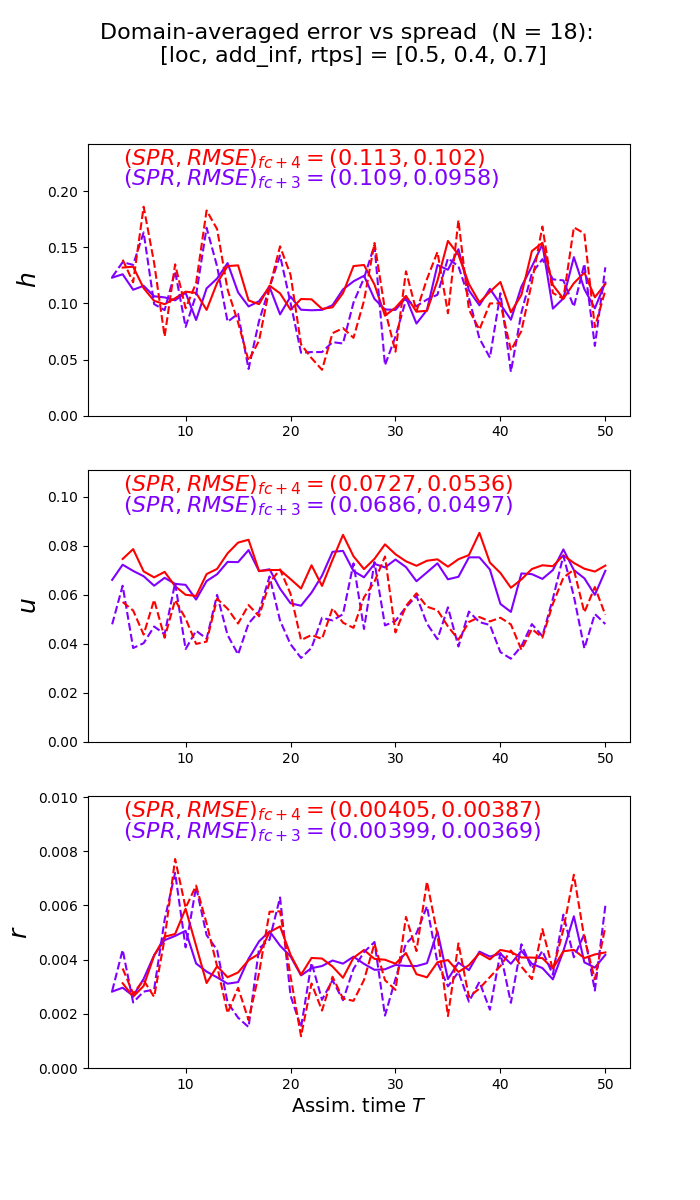 Domain-averaged error vs spread (N = 18):
[loc, add_inf, rtps] = [0.5, 0.4, 0.7]
(SPR, RMSE)fc+4 = (0.113, 0.102)
(SPR, RMSE)fc+3 = (0.109, 0.0958)
0.20
0.15
0.10
0.05
0.00
h
10 20 30 40 50
(SPR, RMSE)fc+4 = (0.0727, 0.0536)
(SPR, RMSE)fc+3 = (0.0686, 0.0497)
0.10
0.08
0.06
0.04
0.02
0.00
u
10 20 30 40 50
(SPR, RMSE)fc+4 = (0.00405, 0.00387)
(SPR, RMSE)fc+3 = (0.00399, 0.00369)
0.010
0.008
0.006
0.004
0.002
0.000
r
10 20 30 40 50
Assim. time T